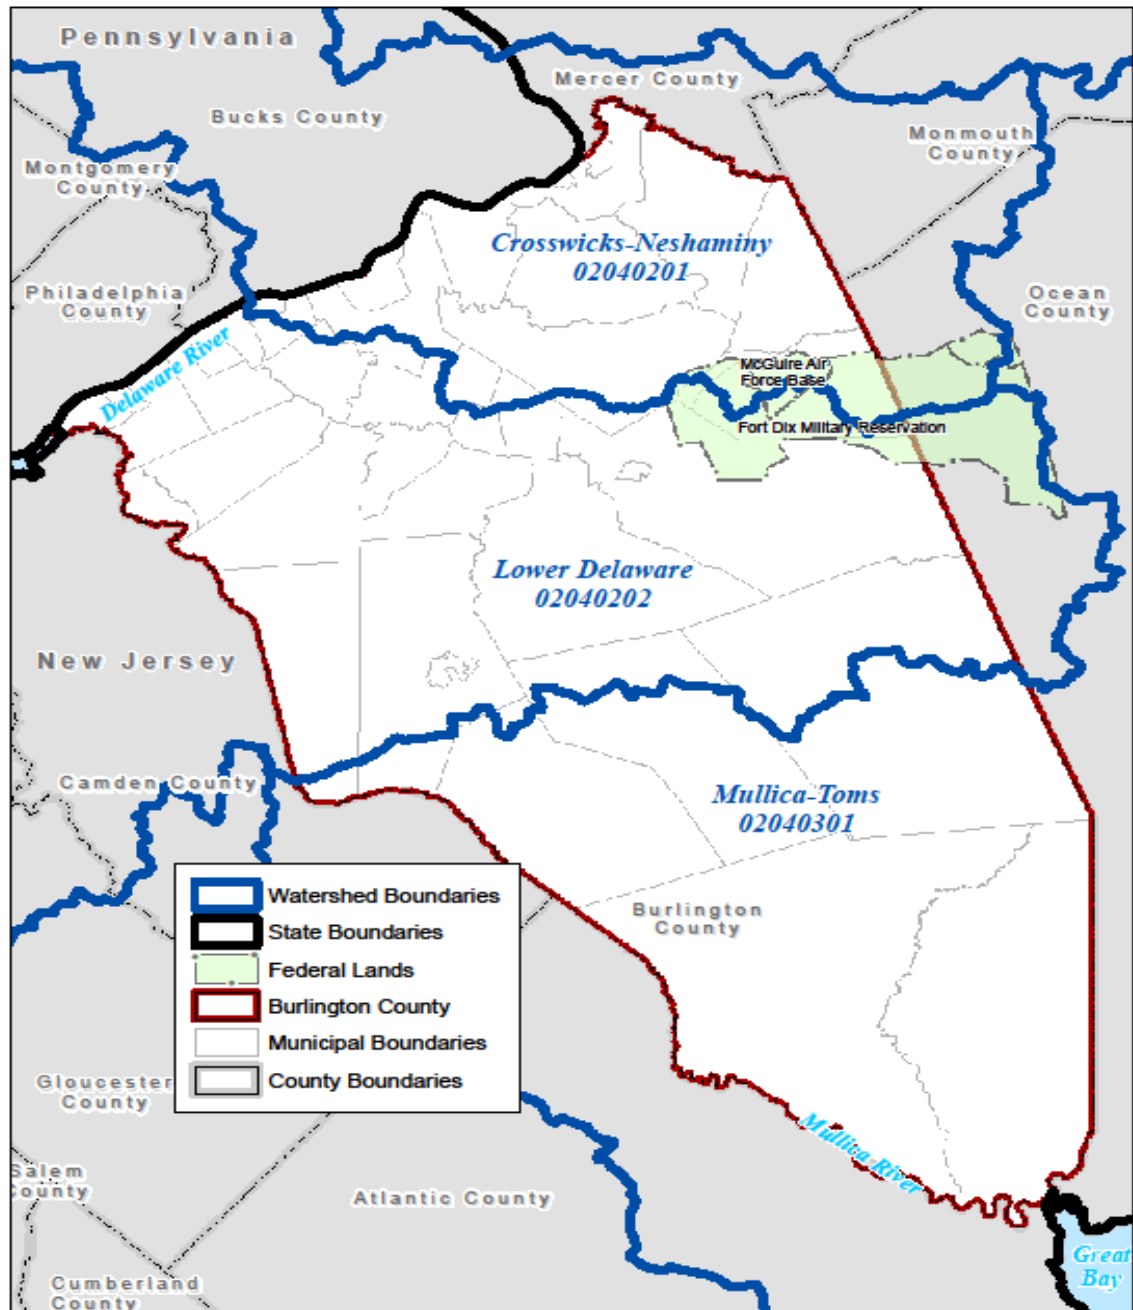 Pennsylvania
Mercer County
Bucks County
Monmouth
County
Montgomery
County
Crosswicks-Neshaminy
02040201
Philadelphia
County
Ocean
County
Delaware River
McGuire Air
Force Base
Fort Dix Military Reservation
Lower Delaware
02040202
New Jersey
Camden County
Mullica-Toms
02040301
Burlington
County
Watershed Boundaries
State Boundaries
Federal Lands
Burlington County
Municipal Boundaries
County Boundaries
Gloucester
County
Mullica River
Salem
County
Atlantic County
Great
Bay
Cumberland
County